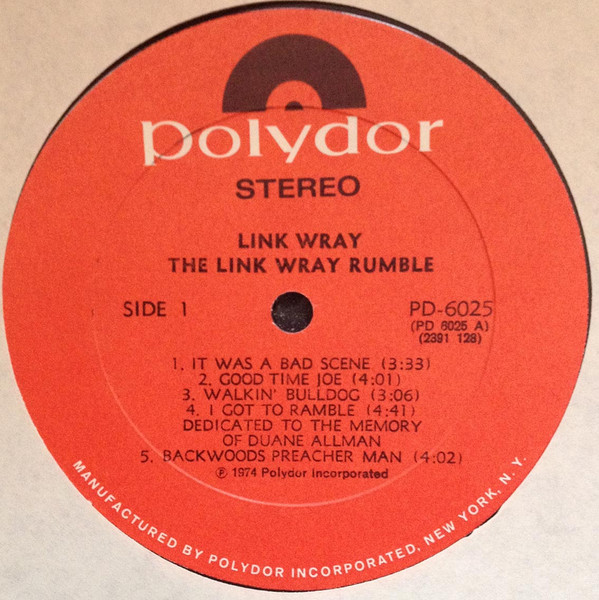 polydor
STEREO
LINK WRAY
THE LINK WRAY RUMBLE
SIDE 1
PD-6025
(PD 6025 A)
(2391 128)
1. IT WAS A BAD SCENE (3:33)
2. GOOD TIME JOE (4:01)
3. WALKIN' BULLDOG (3:06)
4. I GOT TO RAMBLE (4:41)
DEDICATED TO THE MEMORY
OF DUANE ALLMAN
5. BACKWOODS PREACHER MAN (4:02)
℗ 1974 Polydor Incorporated
MANUFACTURED BY POLYDOR INCORPORATED, NEW YORK, N. Y.